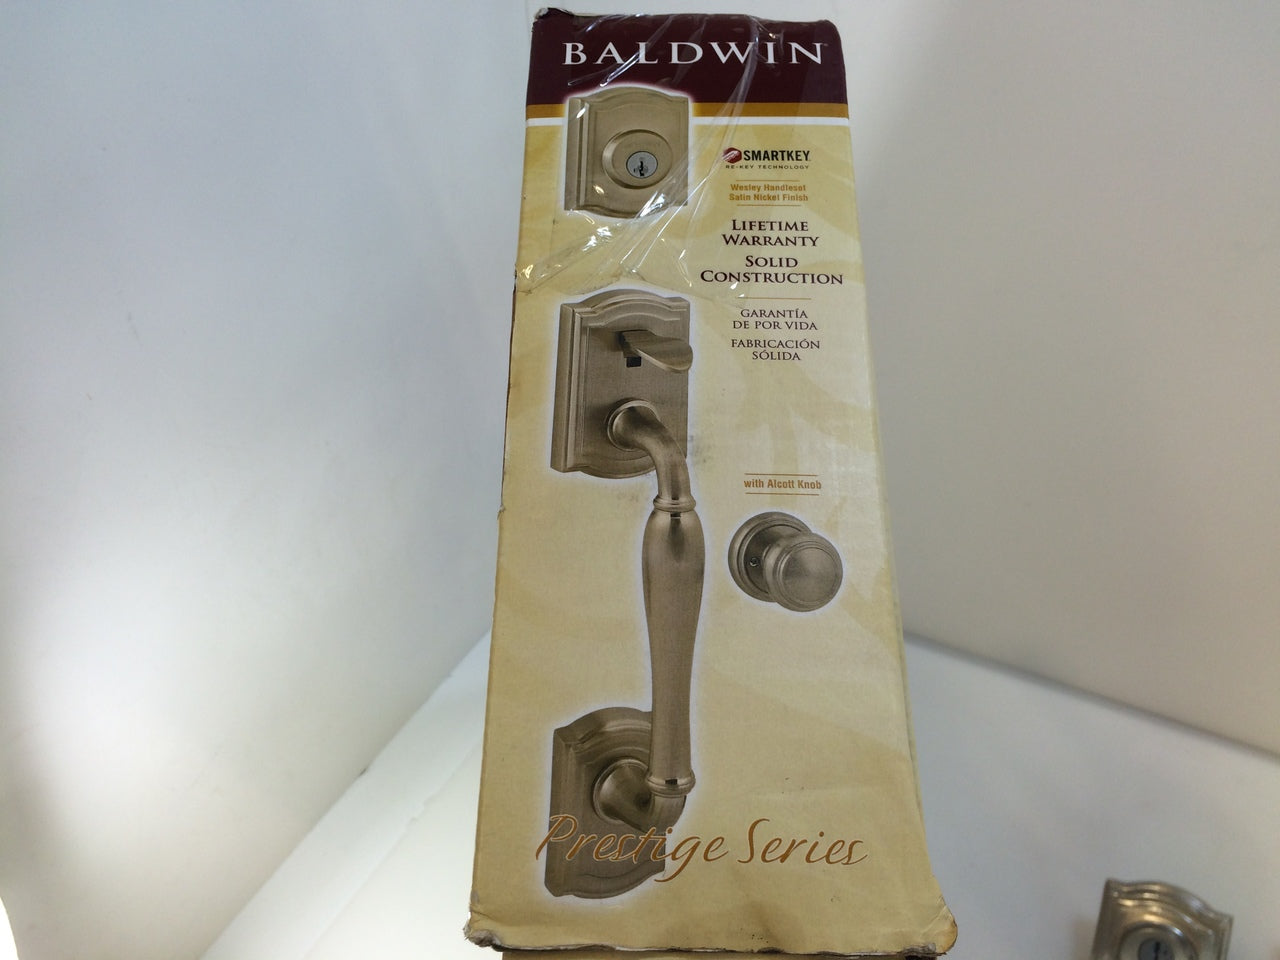 BALDWIN
SMARTKEY
RE-KEY TECHNOLOGY
Wesley Handleset
Satin Nickel Finish
LIFETIME
WARRANTY
SOLID
CONSTRUCTION
GARANTÍA
DE POR VIDA
FABRICACIÓN
SÓLIDA
with Alcott Knob
Prestige Series